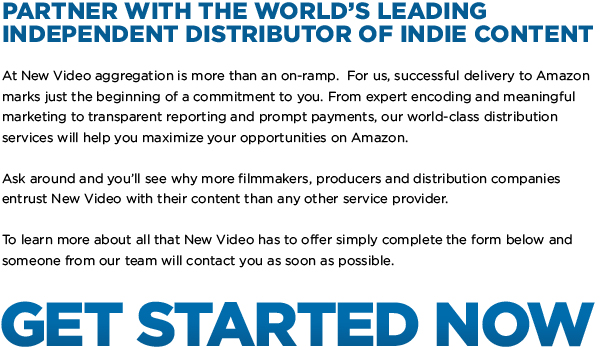 PARTNER WITH THE WORLD’S LEADING
INDEPENDENT DISTRIBUTOR OF INDIE CONTENT
At New Video aggregation is more than an on-ramp.  For us, successful delivery to Amazon
marks just the beginning of a commitment to you. From expert encoding and meaningful
marketing to transparent reporting and prompt payments, our world-class distribution
services will help you maximize your opportunities on Amazon.
Ask around and you’ll see why more filmmakers, producers and distribution companies
entrust New Video with their content than any other service provider.
To learn more about all that New Video has to offer simply complete the form below and
someone from our team will contact you as soon as possible.
GET STARTED NOW